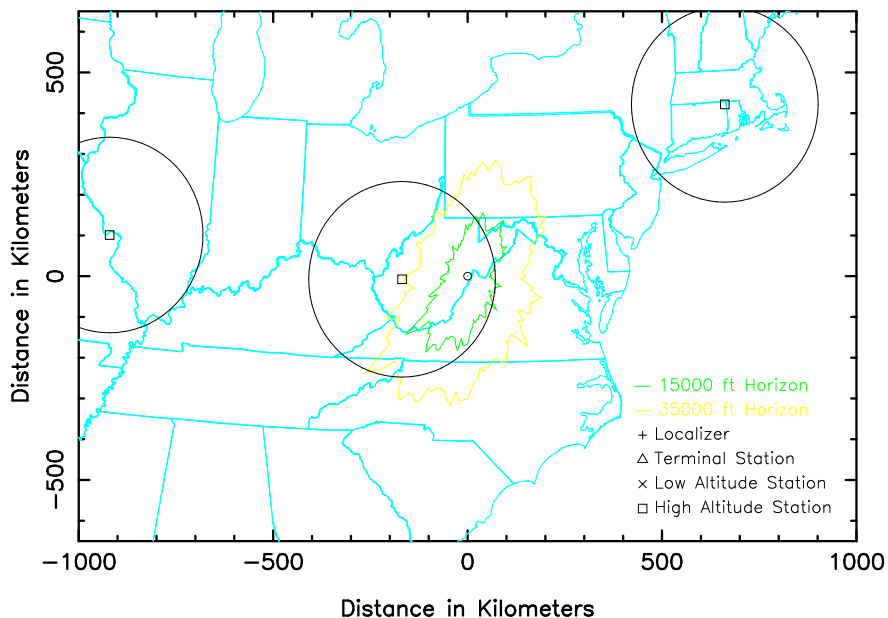 Distance in Kilometers
500
0
−500
− 15000 ft Horizon
− 35000 ft Horizon
+ Localizer
△ Terminal Station
× Low Altitude Station
□ High Altitude Station
−1000
−500
0
500
1000
Distance in Kilometers